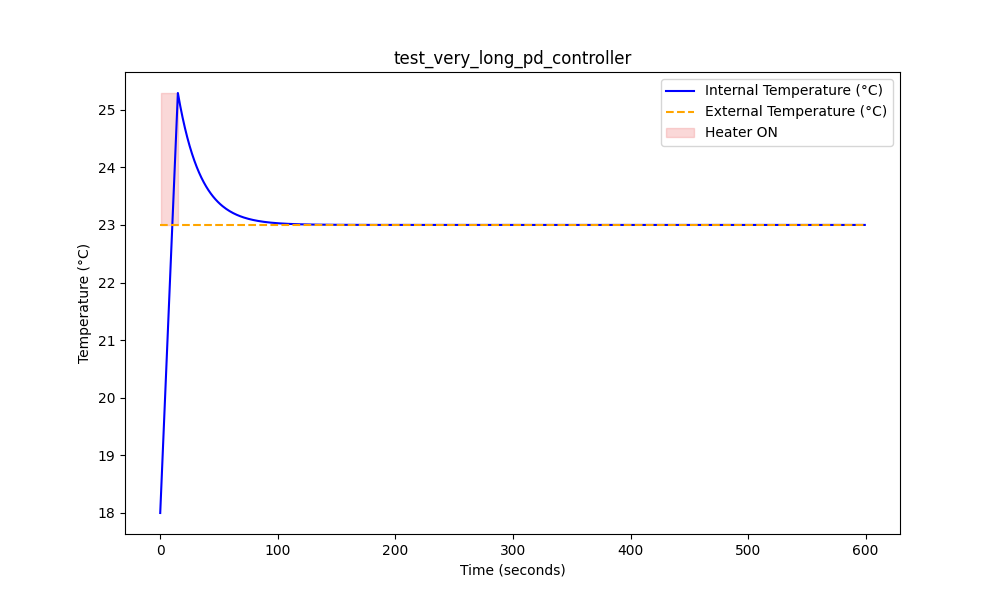 test_very_long_pd_controller
Internal Temperature (°C)
External Temperature (°C)
Heater ON
Temperature (°C)
25
24
23
22
21
20
19
18
0 100 200 300 400 500 600
Time (seconds)